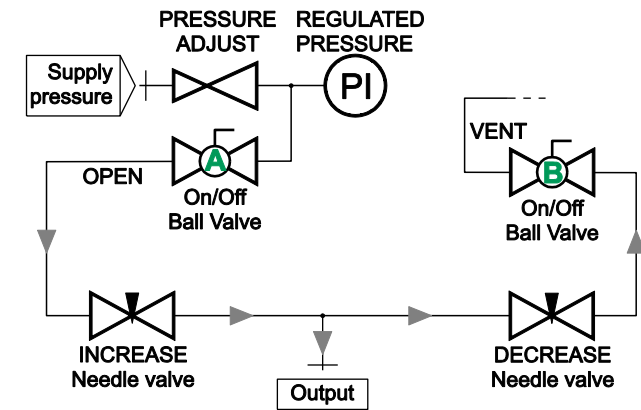 PRESSURE
ADJUST
REGULATED
PRESSURE
Supply
pressure
PI
A
OPEN
On/Off
Ball Valve
VENT
B
On/Off
Ball Valve
INCREASE
Needle valve
DECREASE
Needle valve
Output